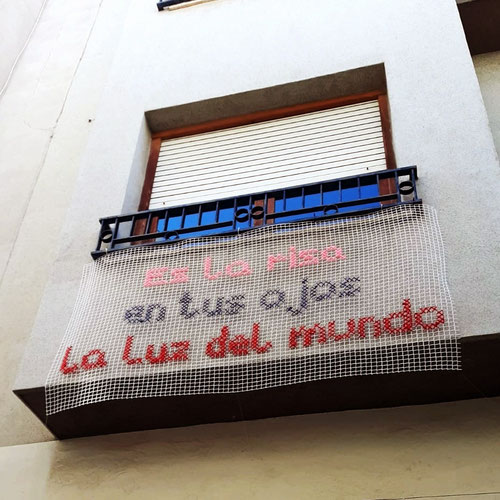 Es la risa
en tus ojos
la luz del mundo